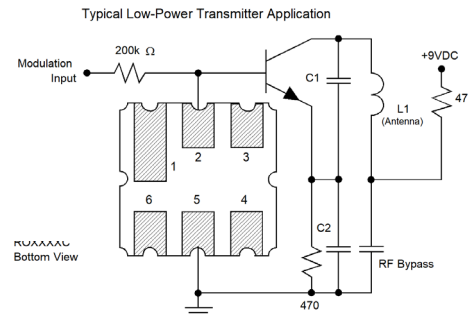 Typical Low-Power Transmitter Application
200k Ω
Modulation
Input
C1
+9VDC
47
L1
(Antenna)
1
2
3
6
5
4
C2
Bottom View
RF Bypass
470